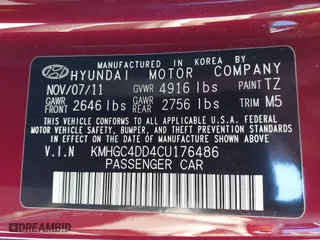 MANUFACTURED IN KOREA BY
HYUNDAI MOTOR COMPANY
NOV/07/11 GVWR 4916 lbs PAINT TZ
GAWR FRONT 2646 lbs GAWR REAR 2756 lbs TRIM M5
THIS VEHICLE CONFORMS TO ALL APPLICABLE U.S. FEDERAL MOTOR
VEHICLE SAFETY, BUMPER, AND THEFT PREVENTION STANDARDS
IN EFFECT ON THE DATE OF MANUFACTURE SHOWN ABOVE.
V.I.N KMHGC4DD4CU176486
PASSENGER CAR
DREAMBID